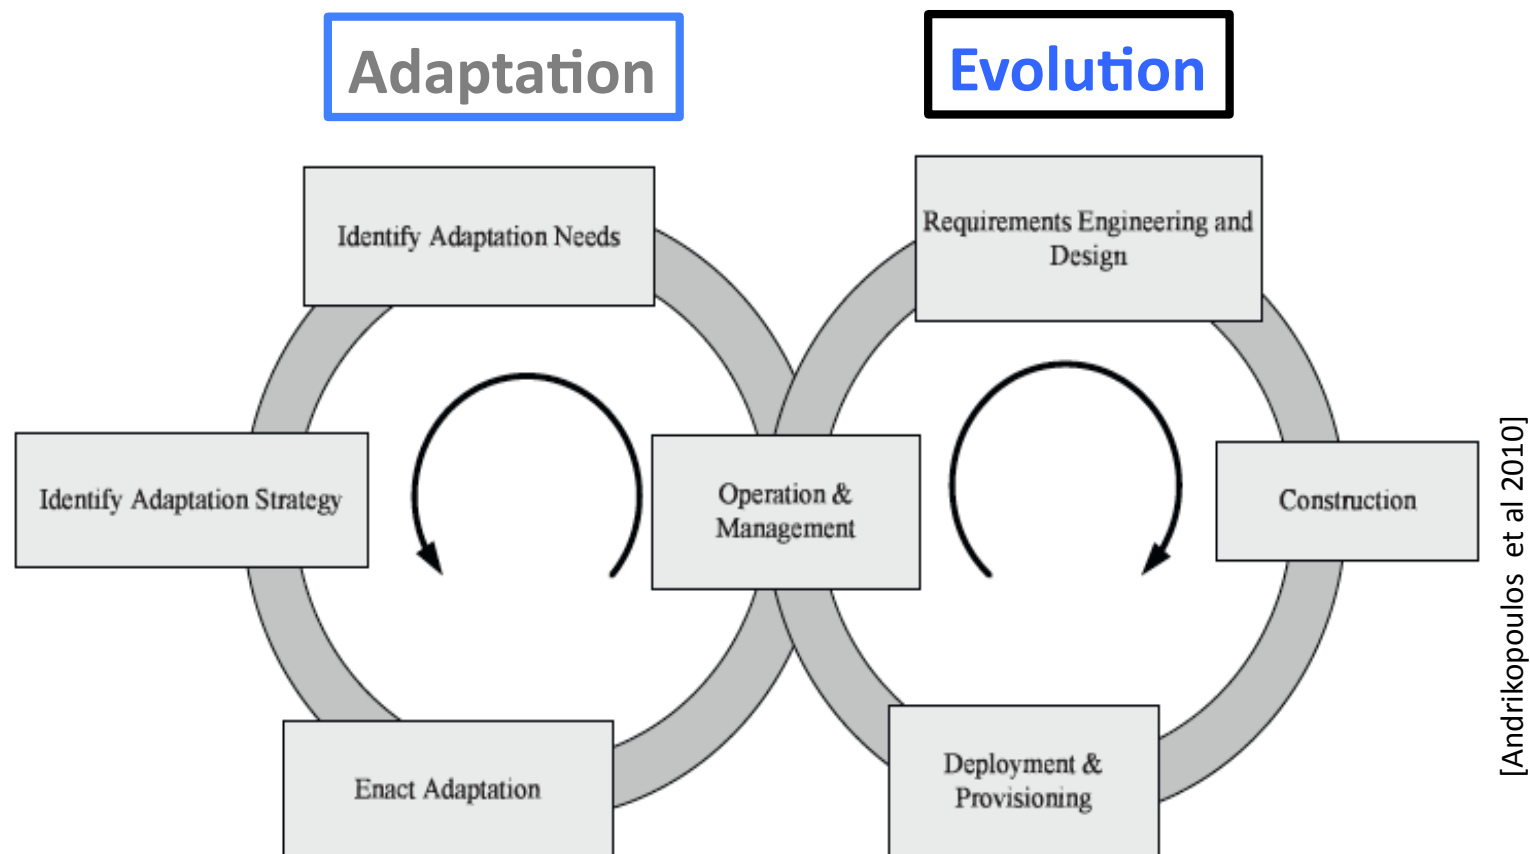 Adaptation
Evolution
Identify Adaptation Needs
Requirements Engineering and
Design
Identify Adaptation Strategy
Operation &
Management
Construction
Enact Adaptation
Deployment &
Provisioning
[Andrikopoulos et al 2010]